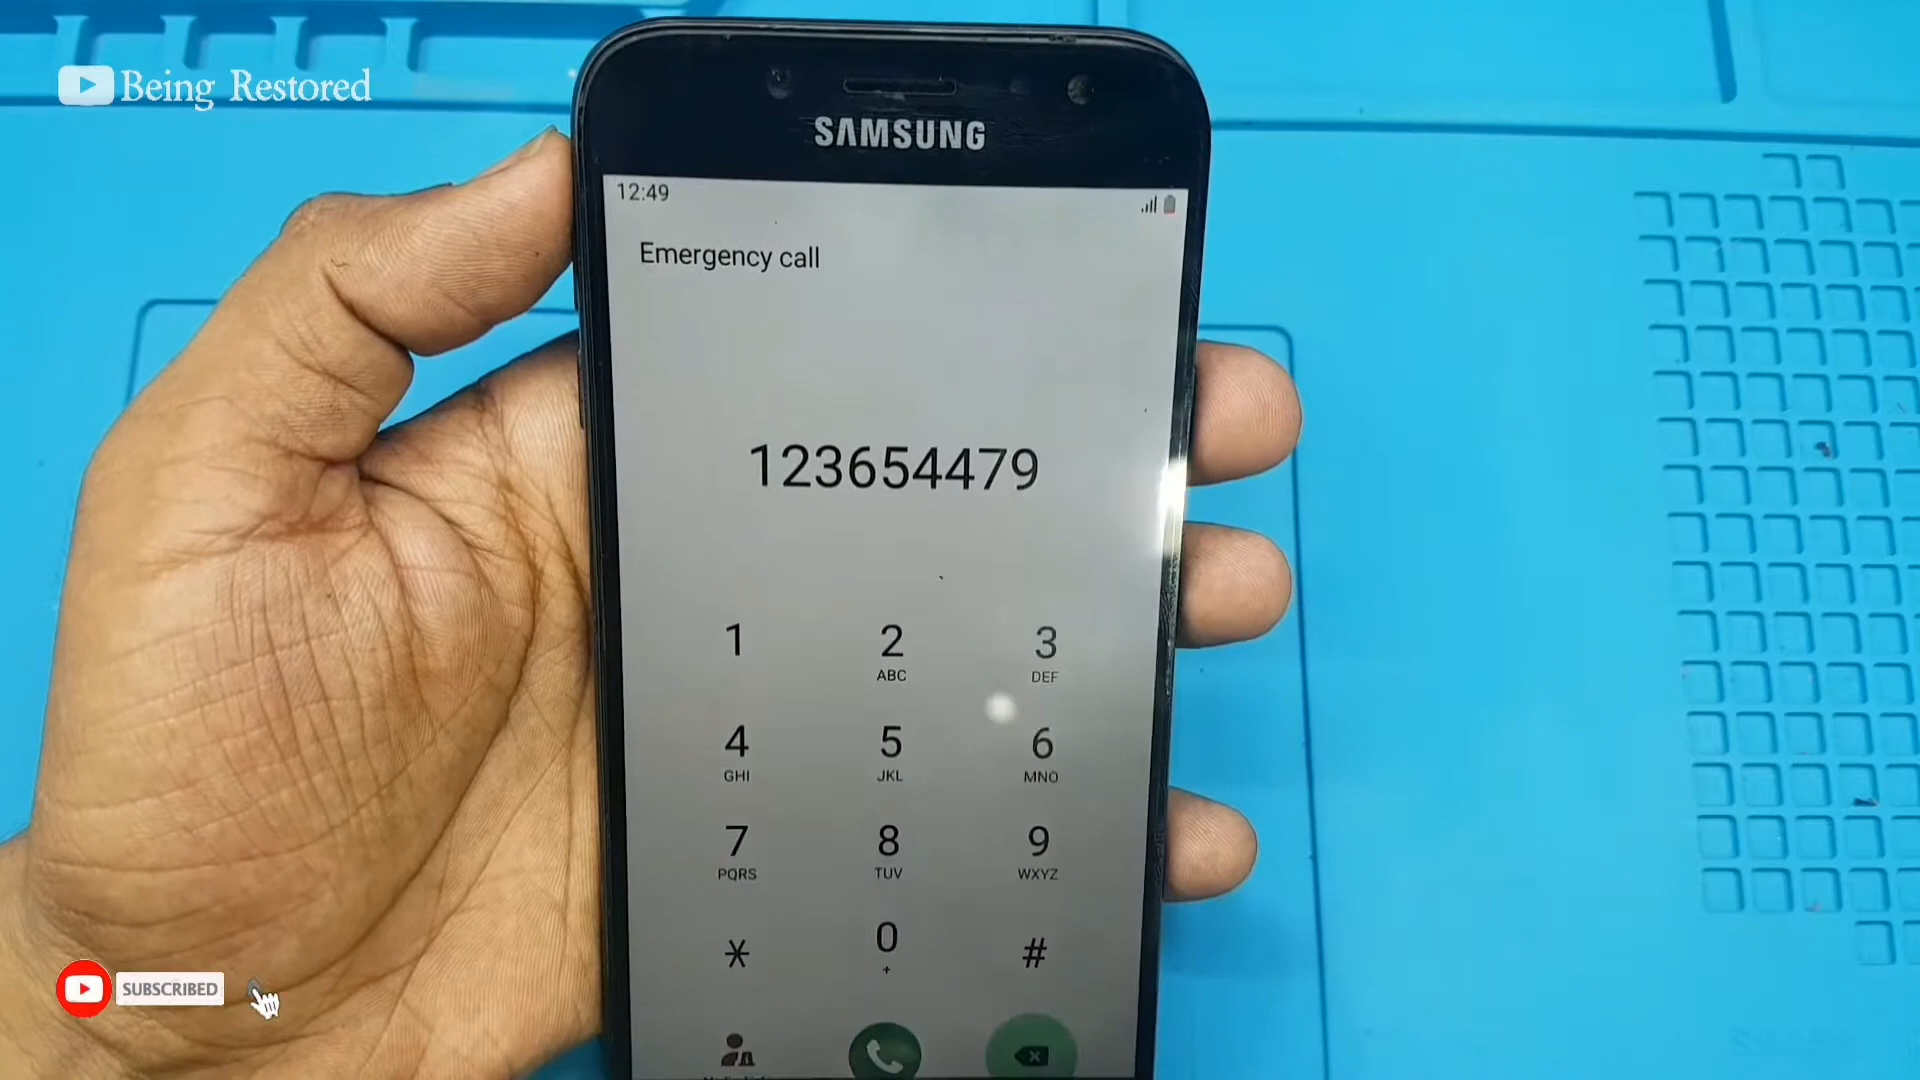 Being Restored
SAMSUNG
12:49
Emergency call
123654479
1 2 3
ABC DEF
4 5 6
GHI JKL MNO
7 8 9
PQRS TUV WXYZ
* 0 #
+
SUBSCRIBED